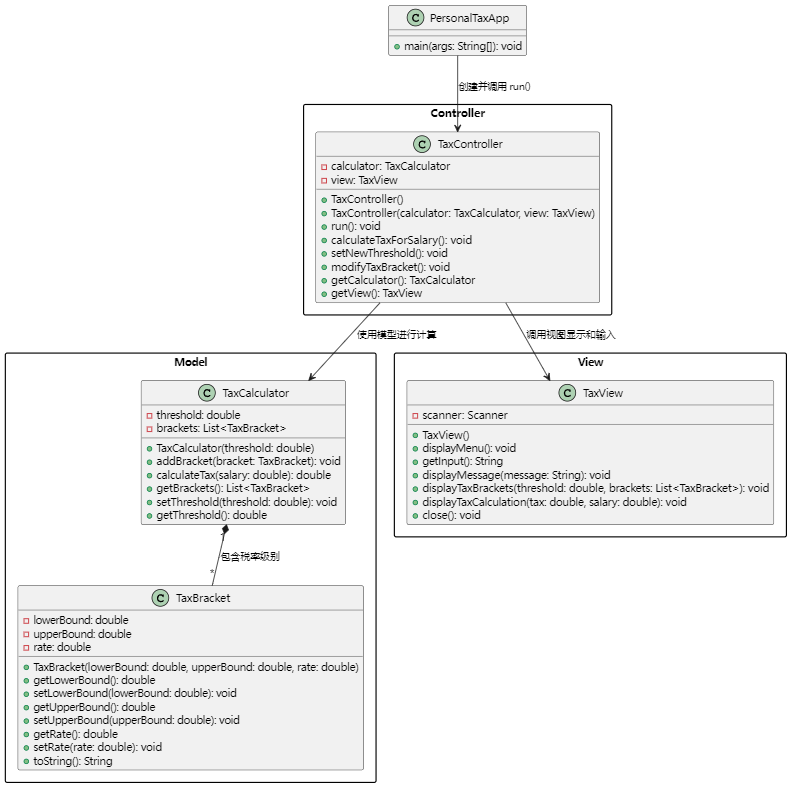 C PersonalTaxApp
main(args: String[]): void
创建并调用 run()
Controller
C TaxController
calculator: TaxCalculator
view: TaxView
TaxController()
TaxController(calculator: TaxCalculator, view: TaxView)
run(): void
calculateTaxForSalary(): void
setNewThreshold(): void
modifyTaxBracket(): void
getCalculator(): TaxCalculator
getView(): TaxView
使用模型进行计算
调用视图显示和输入
Model
C TaxCalculator
threshold: double
brackets: List<TaxBracket>
TaxCalculator(threshold: double)
addBracket(bracket: TaxBracket): void
calculateTax(salary: double): double
getBrackets(): List<TaxBracket>
setThreshold(threshold: double): void
getThreshold(): double
包含税率级别
*
C TaxBracket
lowerBound: double
upperBound: double
rate: double
TaxBracket(lowerBound: double, upperBound: double, rate: double)
getLowerBound(): double
setLowerBound(lowerBound: double): void
getUpperBound(): double
setUpperBound(upperBound: double): void
getRate(): double
setRate(rate: double): void
toString(): String
View
C TaxView
scanner: Scanner
TaxView()
displayMenu(): void
getInput(): String
displayMessage(message: String): void
displayTaxBrackets(threshold: double, brackets: List<TaxBracket>): void
displayTaxCalculation(tax: double, salary: double): void
close(): void